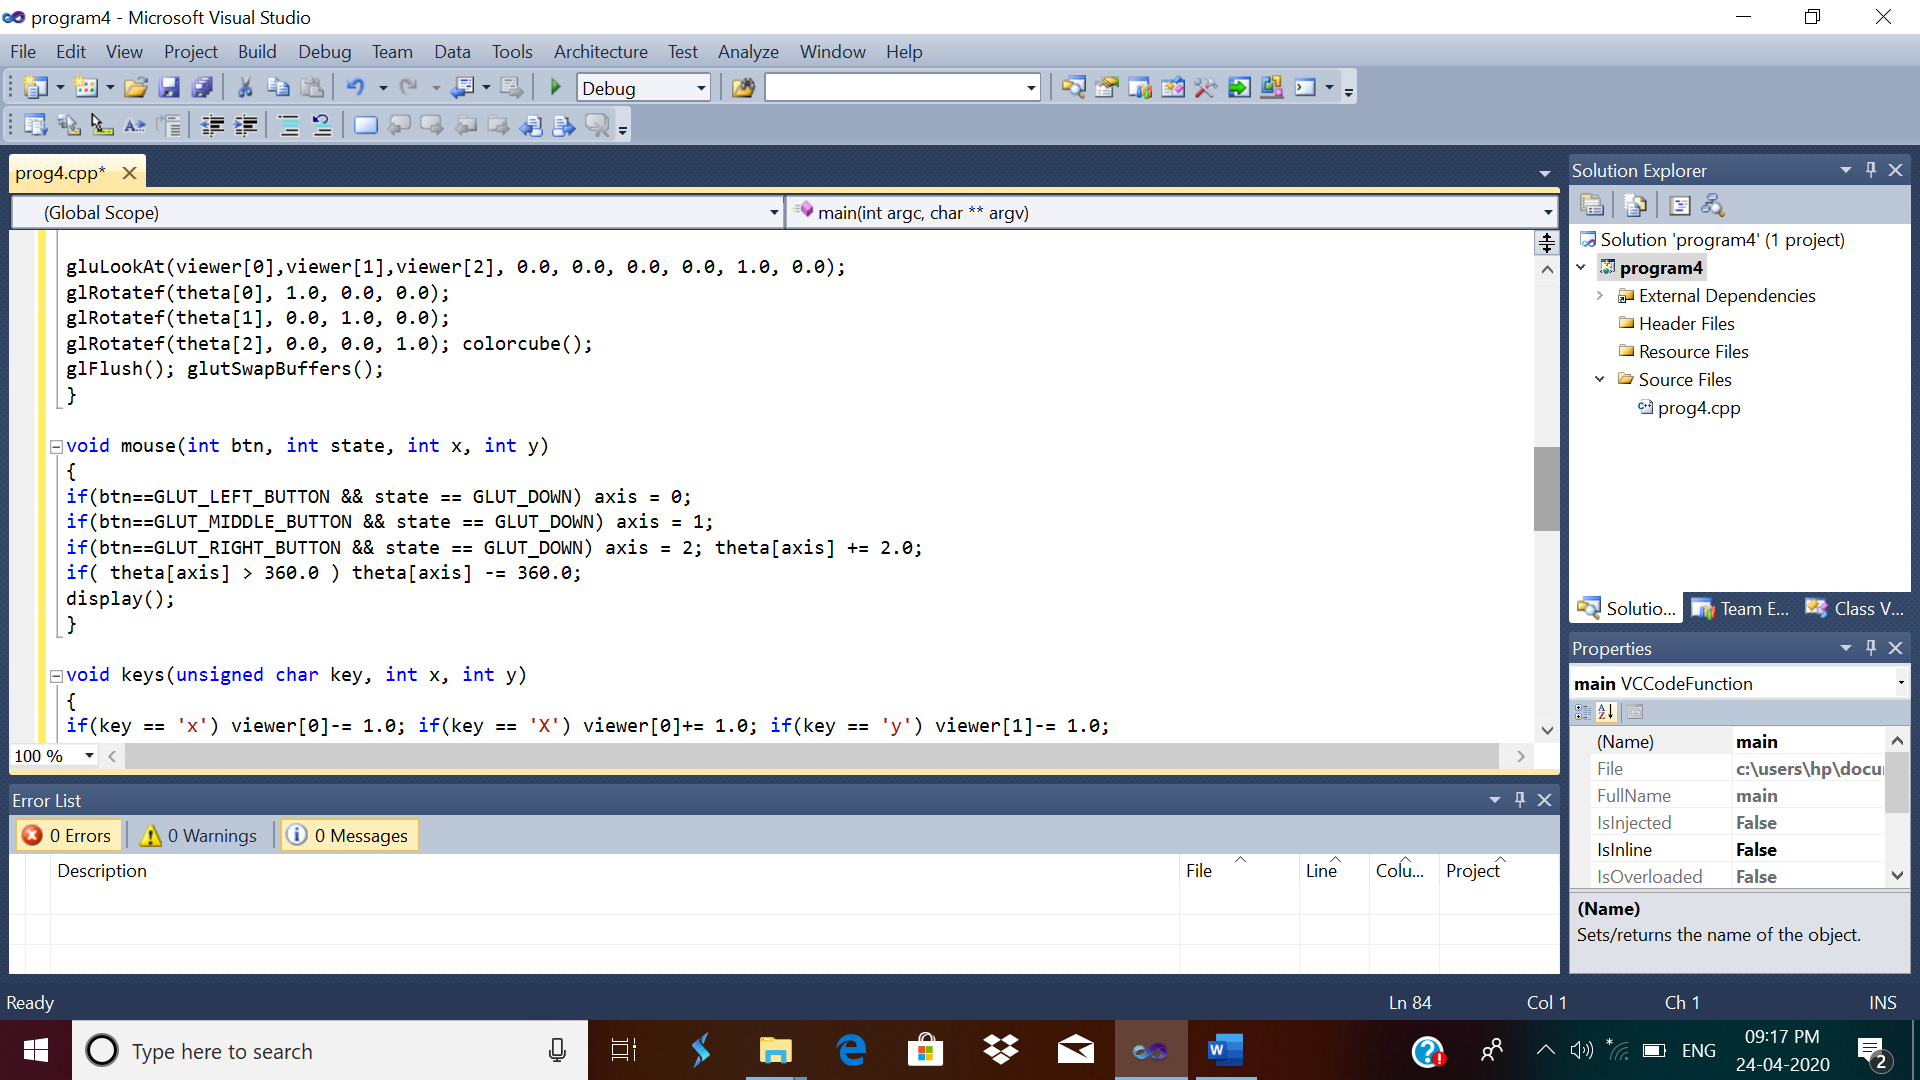 program4 - Microsoft Visual Studio
File Edit View Project Build Debug Team Data Tools Architecture Test Analyze Window Help
Debug
prog4.cpp*
(Global Scope)
main(int argc, char ** argv)
gluLookAt(viewer[0],viewer[1],viewer[2], 0.0, 0.0, 0.0, 0.0, 1.0, 0.0);
glRotatef(theta[0], 1.0, 0.0, 0.0);
glRotatef(theta[1], 0.0, 1.0, 0.0);
glRotatef(theta[2], 0.0, 0.0, 1.0); colorcube();
glFlush(); glutSwapBuffers();
}
void mouse(int btn, int state, int x, int y)
{
if(btn==GLUT_LEFT_BUTTON && state == GLUT_DOWN) axis = 0;
if(btn==GLUT_MIDDLE_BUTTON && state == GLUT_DOWN) axis = 1;
if(btn==GLUT_RIGHT_BUTTON && state == GLUT_DOWN) axis = 2; theta[axis] += 2.0;
if( theta[axis] > 360.0 ) theta[axis] -= 360.0;
display();
}
void keys(unsigned char key, int x, int y)
{
if(key == 'x') viewer[0]-= 1.0; if(key == 'X') viewer[0]+= 1.0; if(key == 'y') viewer[1]-= 1.0;
100 %
Error List
0 Errors
0 Warnings
0 Messages
Description File Line Colu... Project
Solution Explorer
Solution 'program4' (1 project)
program4
External Dependencies
Header Files
Resource Files
Source Files
prog4.cpp
Solutio... Team E... Class V...
Properties
main VCCodeFunction
(Name) main
File c:\users\hp\docu
FullName main
IsInjected False
IsInline False
IsOverloaded False
(Name)
Sets/returns the name of the object.
Ready Ln 84 Col 1 Ch 1 INS
Type here to search
ENG
09:17 PM
24-04-2020
2